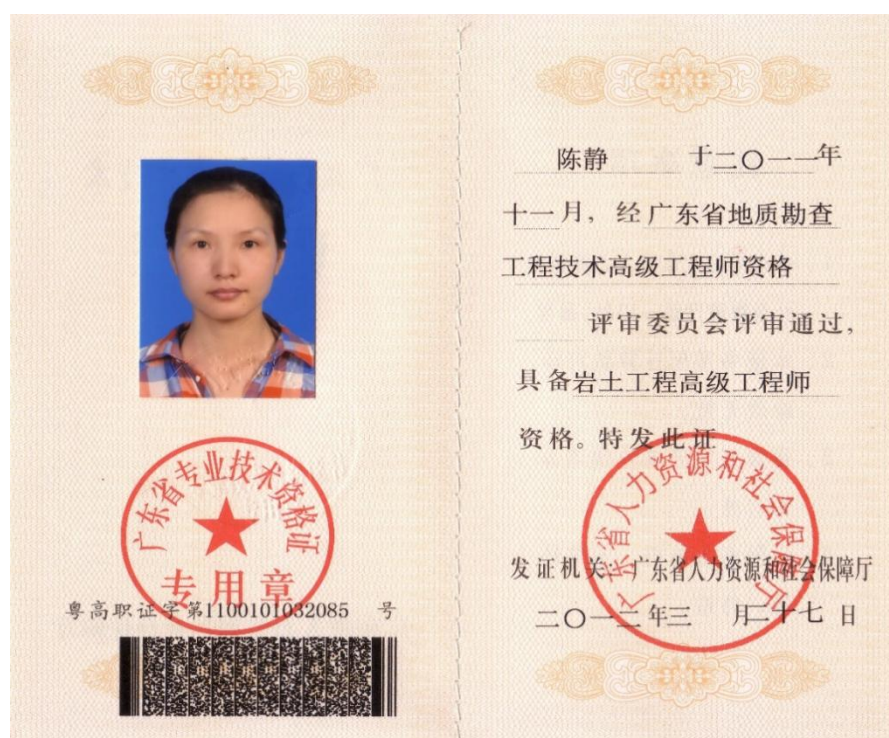 广东省专业技术资格证
专用章
粤高职证字第1100101032085 号
陈静 于二〇一一年
十一月，经广东省地质勘查
工程技术高级工程师资格
评审委员会评审通过，
具备岩土工程高级工程师
资格。特发此证
广东省人力资源和社会保障厅
发证机关：广东省人力资源和社会保障厅
二〇一二年三 月二十七日